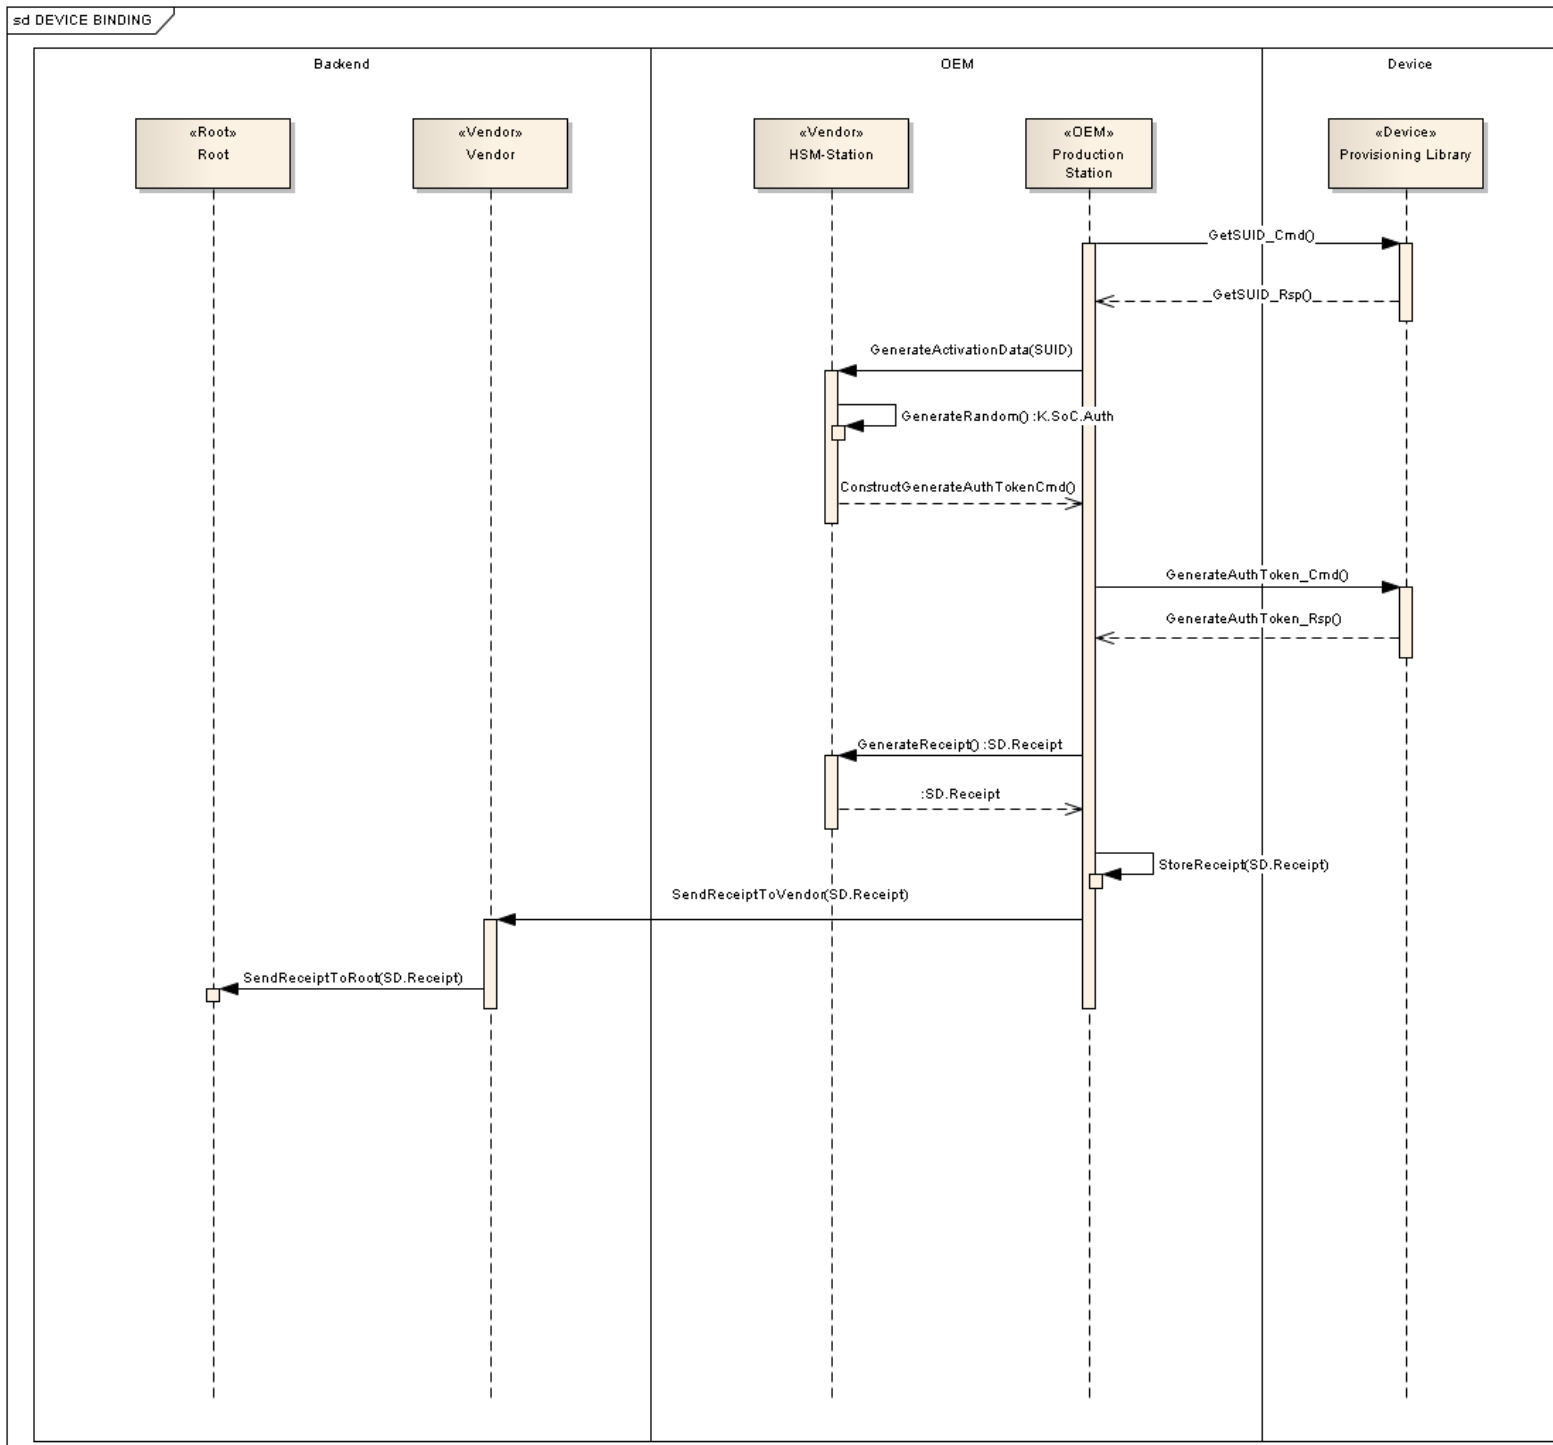 sd DEVICE BINDING
Backend
OEM
Device
«Root»
Root
«Vendor»
Vendor
«Vendor»
HSM-Station
«OEM»
Production
Station
«Device»
Provisioning Library
GetSUID_Cmd()
GetSUID_Rsp()
GenerateActivationData(SUID)
GenerateRandom() :K.SoC.Auth
ConstructGenerateAuthTokenCmd()
GenerateAuthToken_Cmd()
GenerateAuthToken_Rsp()
GenerateReceipt() :SD.Receipt
:SD.Receipt
StoreReceipt(SD.Receipt)
SendReceiptToVendor(SD.Receipt)
SendReceiptToRoot(SD.Receipt)